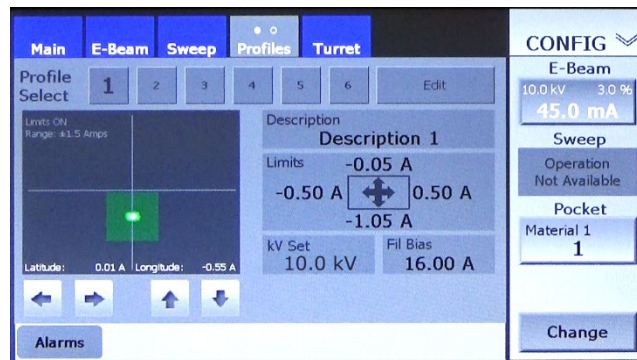 Main E-Beam Sweep Profiles Turret
Profile Select 1 2 3 4 5 6 Edit
Limits ON
Range: ±1.5 Amps
Latitude: 0.01 A Longitude: -0.55 A
Description
Description 1
Limits -0.05 A
-0.50 A 0.50 A
-1.05 A
kV Set Fil Bias
10.0 kV 16.00 A
Alarms
CONFIG
E-Beam
10.0 kV 3.0 %
45.0 mA
Sweep
Operation
Not Available
Pocket
Material 1
1
Change